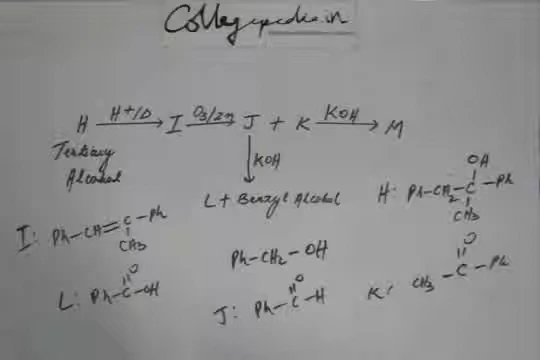 Collegepedia.in
H —H+/Δ→ I —O3/Zn→ J + K —KOH→ M
Tertiary
Alcohol
↓KOH
L + Benzyl Alcohol
H: Ph-CH2-C-Ph
OH
CH3
I: Ph-CH=C-Ph
CH3
Ph-CH2-OH
L: Ph-C-OH
O
J: Ph-C-H
O
K: CH3-C-Ph
O